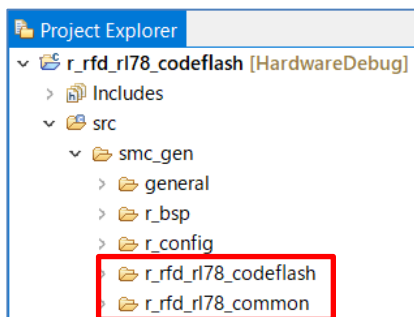 Project Explorer
r_rfd_rl78_codeflash [HardwareDebug]
Includes
src
smc_gen
general
r_bsp
r_config
r_rfd_rl78_codeflash
r_rfd_rl78_common